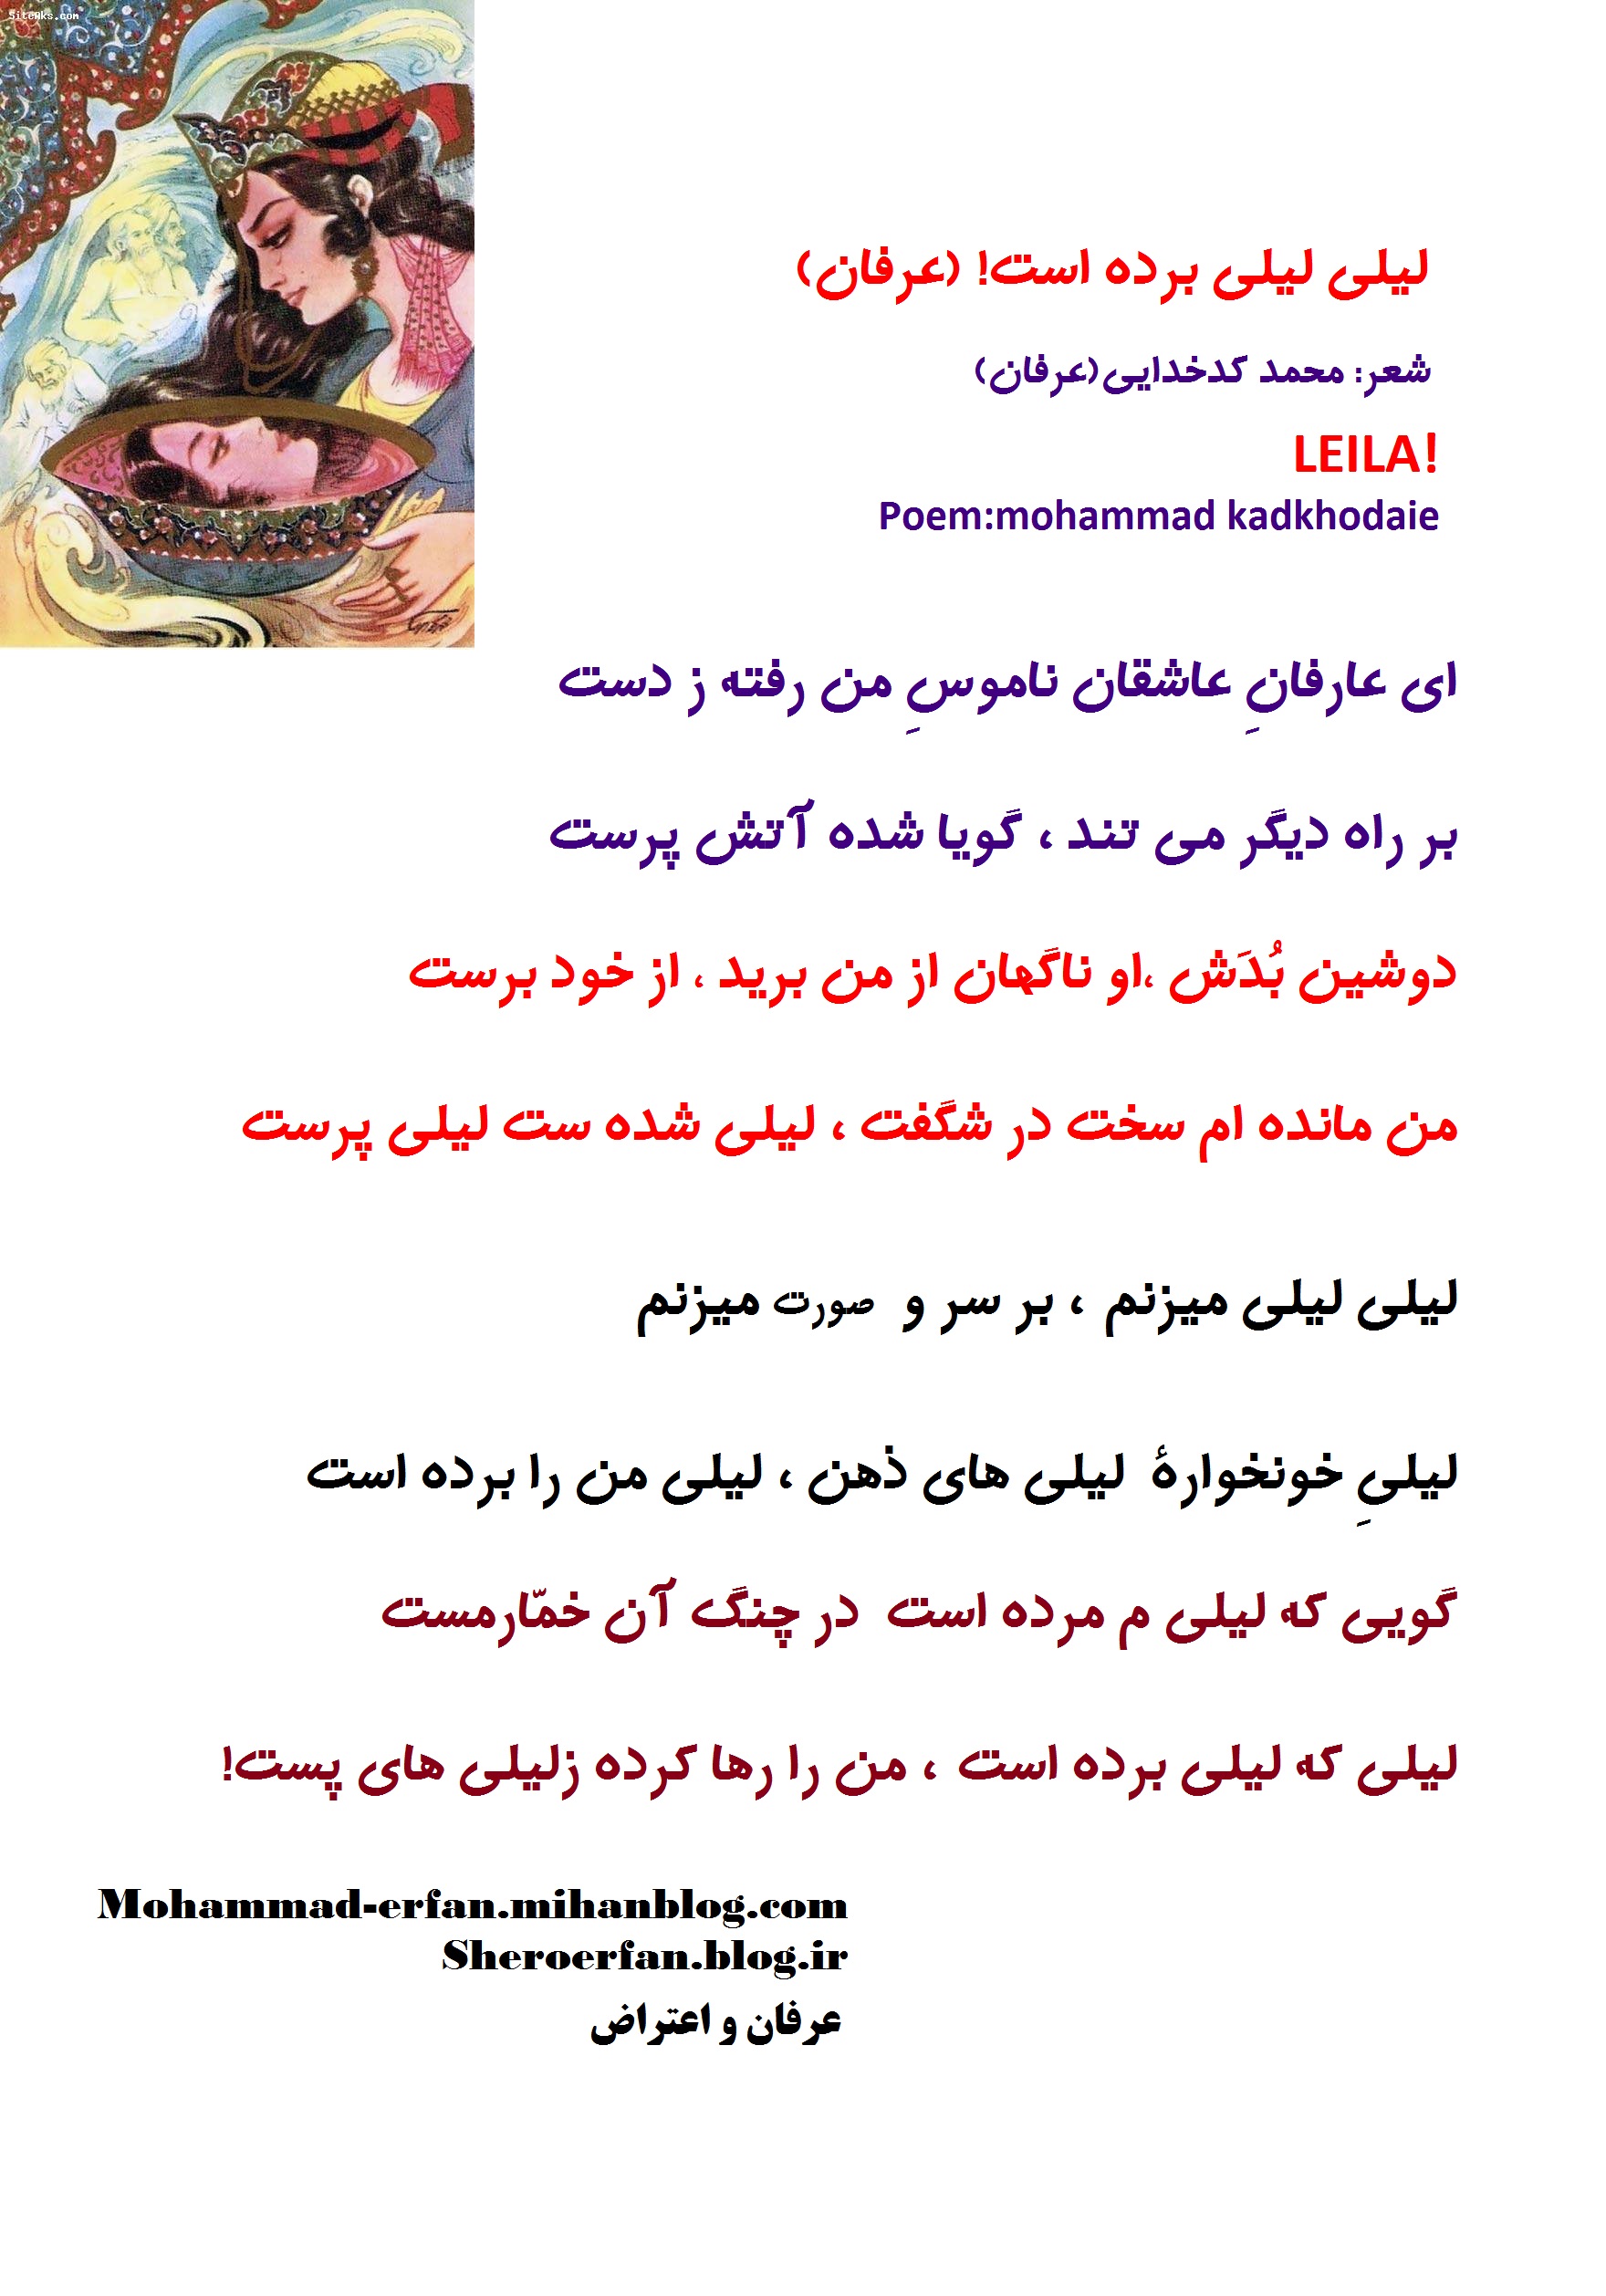 SiteAks.com
لیلی لیلی برده است! (عرفان)
شعر: محمد کدخدایی(عرفان)
LEILA!
Poem:mohammad kadkhodaie
ای عارفانِ عاشقان ناموسِ من رفته ز دست
بر راه دیگر می تند ، گویا شده آتش پرست
دوشین بُدَش ،او ناگهان از من برید ، از خود برست
من مانده ام سخت در شگفت ، لیلی شده ست لیلی پرست
لیلی لیلی میزنم ، بر سر و صورت میزنم
لیلیِ خونخوارهٔ لیلی های ذهن ، لیلی من را برده است
گویی که لیلی م مرده است در چنگ آن خمّارمست
لیلی که لیلی برده است ، من را رها کرده زلیلی های پست!
Mohammad-erfan.mihanblog.com
Sheroerfan.blog.ir
عرفان و اعتراض